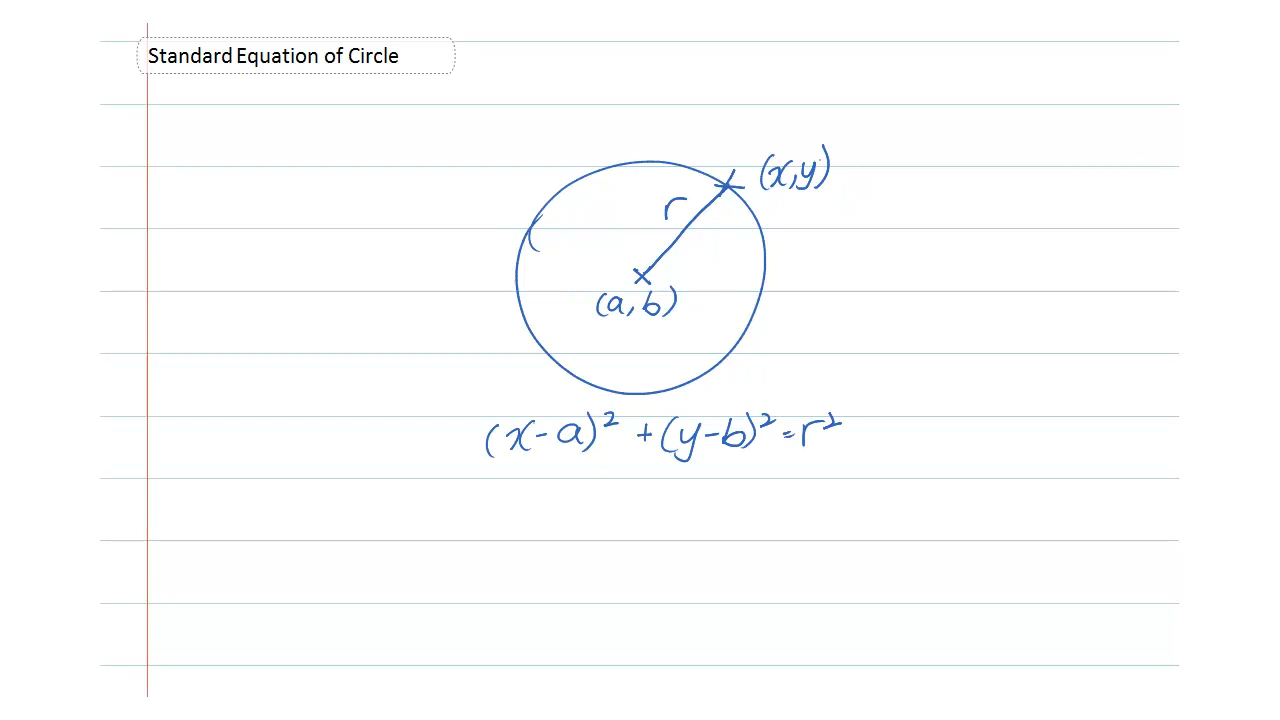 Standard Equation of Circle
(x,y)
r
(a,b)
(x-a)² +(y-b)²=r²